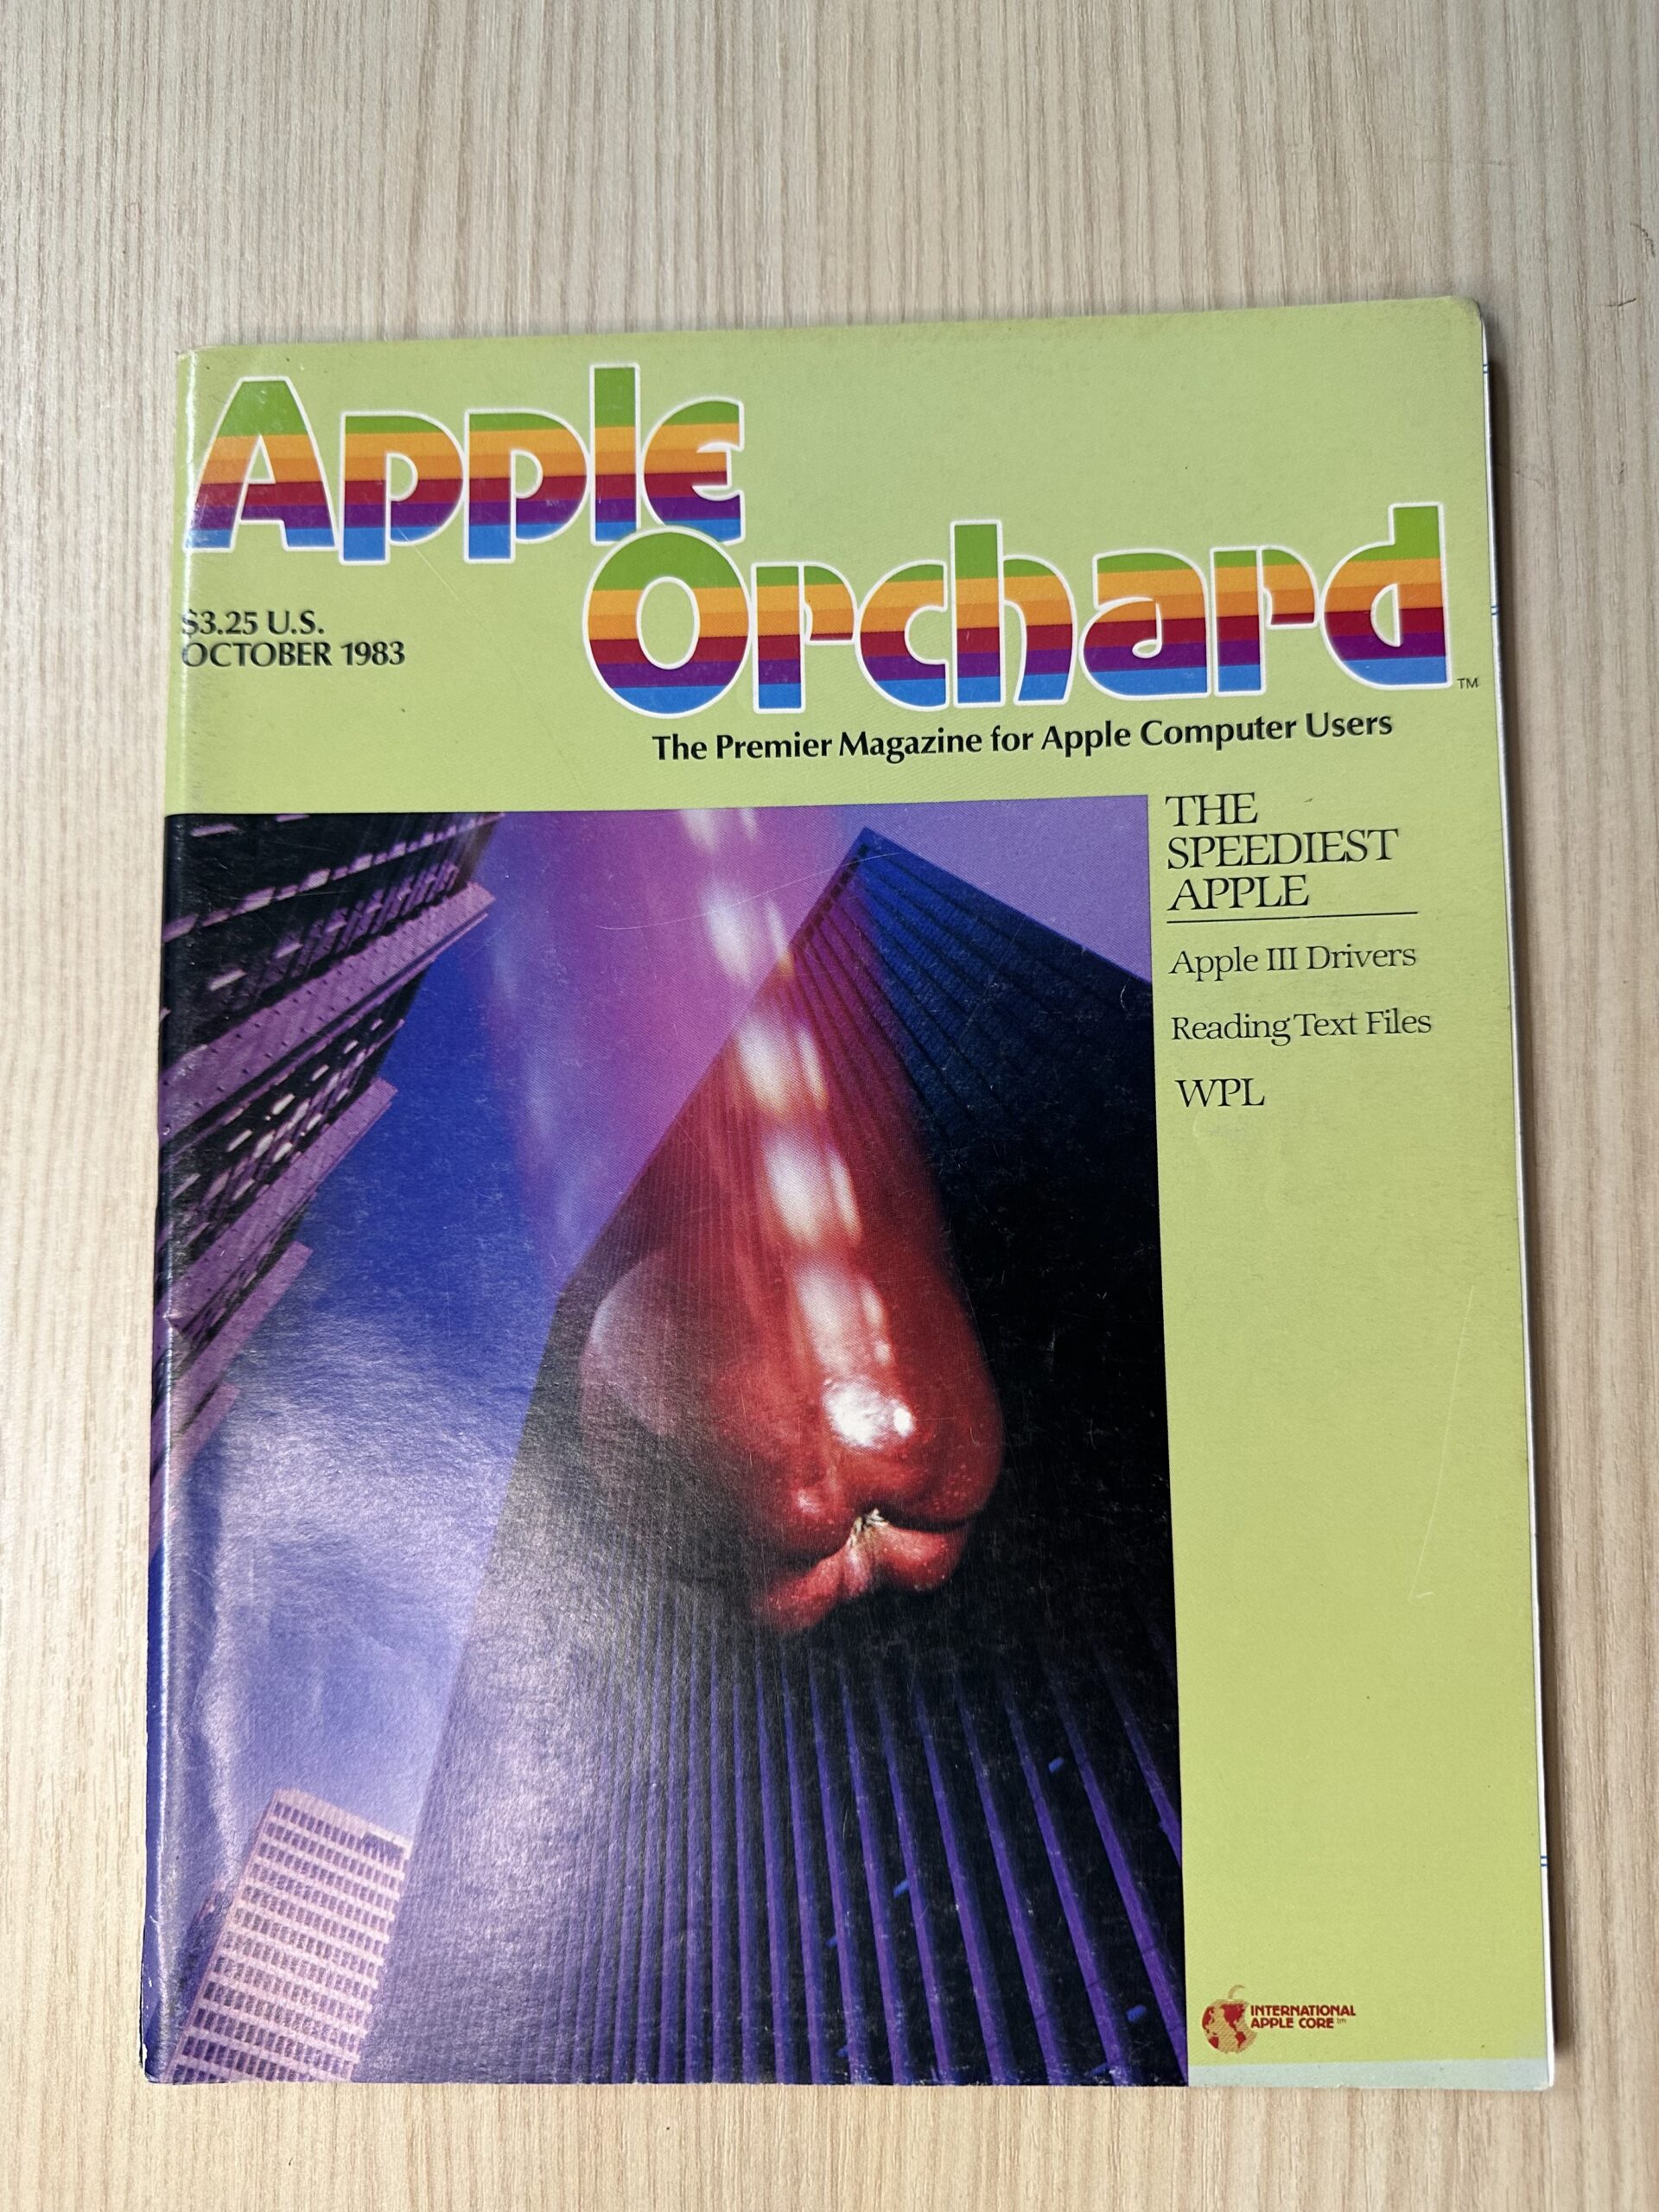 Apple
Orchard™
$3.25 U.S.
OCTOBER 1983
The Premier Magazine for Apple Computer Users
THE
SPEEDIEST
APPLE
Apple III Drivers
Reading Text Files
WPL
INTERNATIONAL
APPLE CORE tm